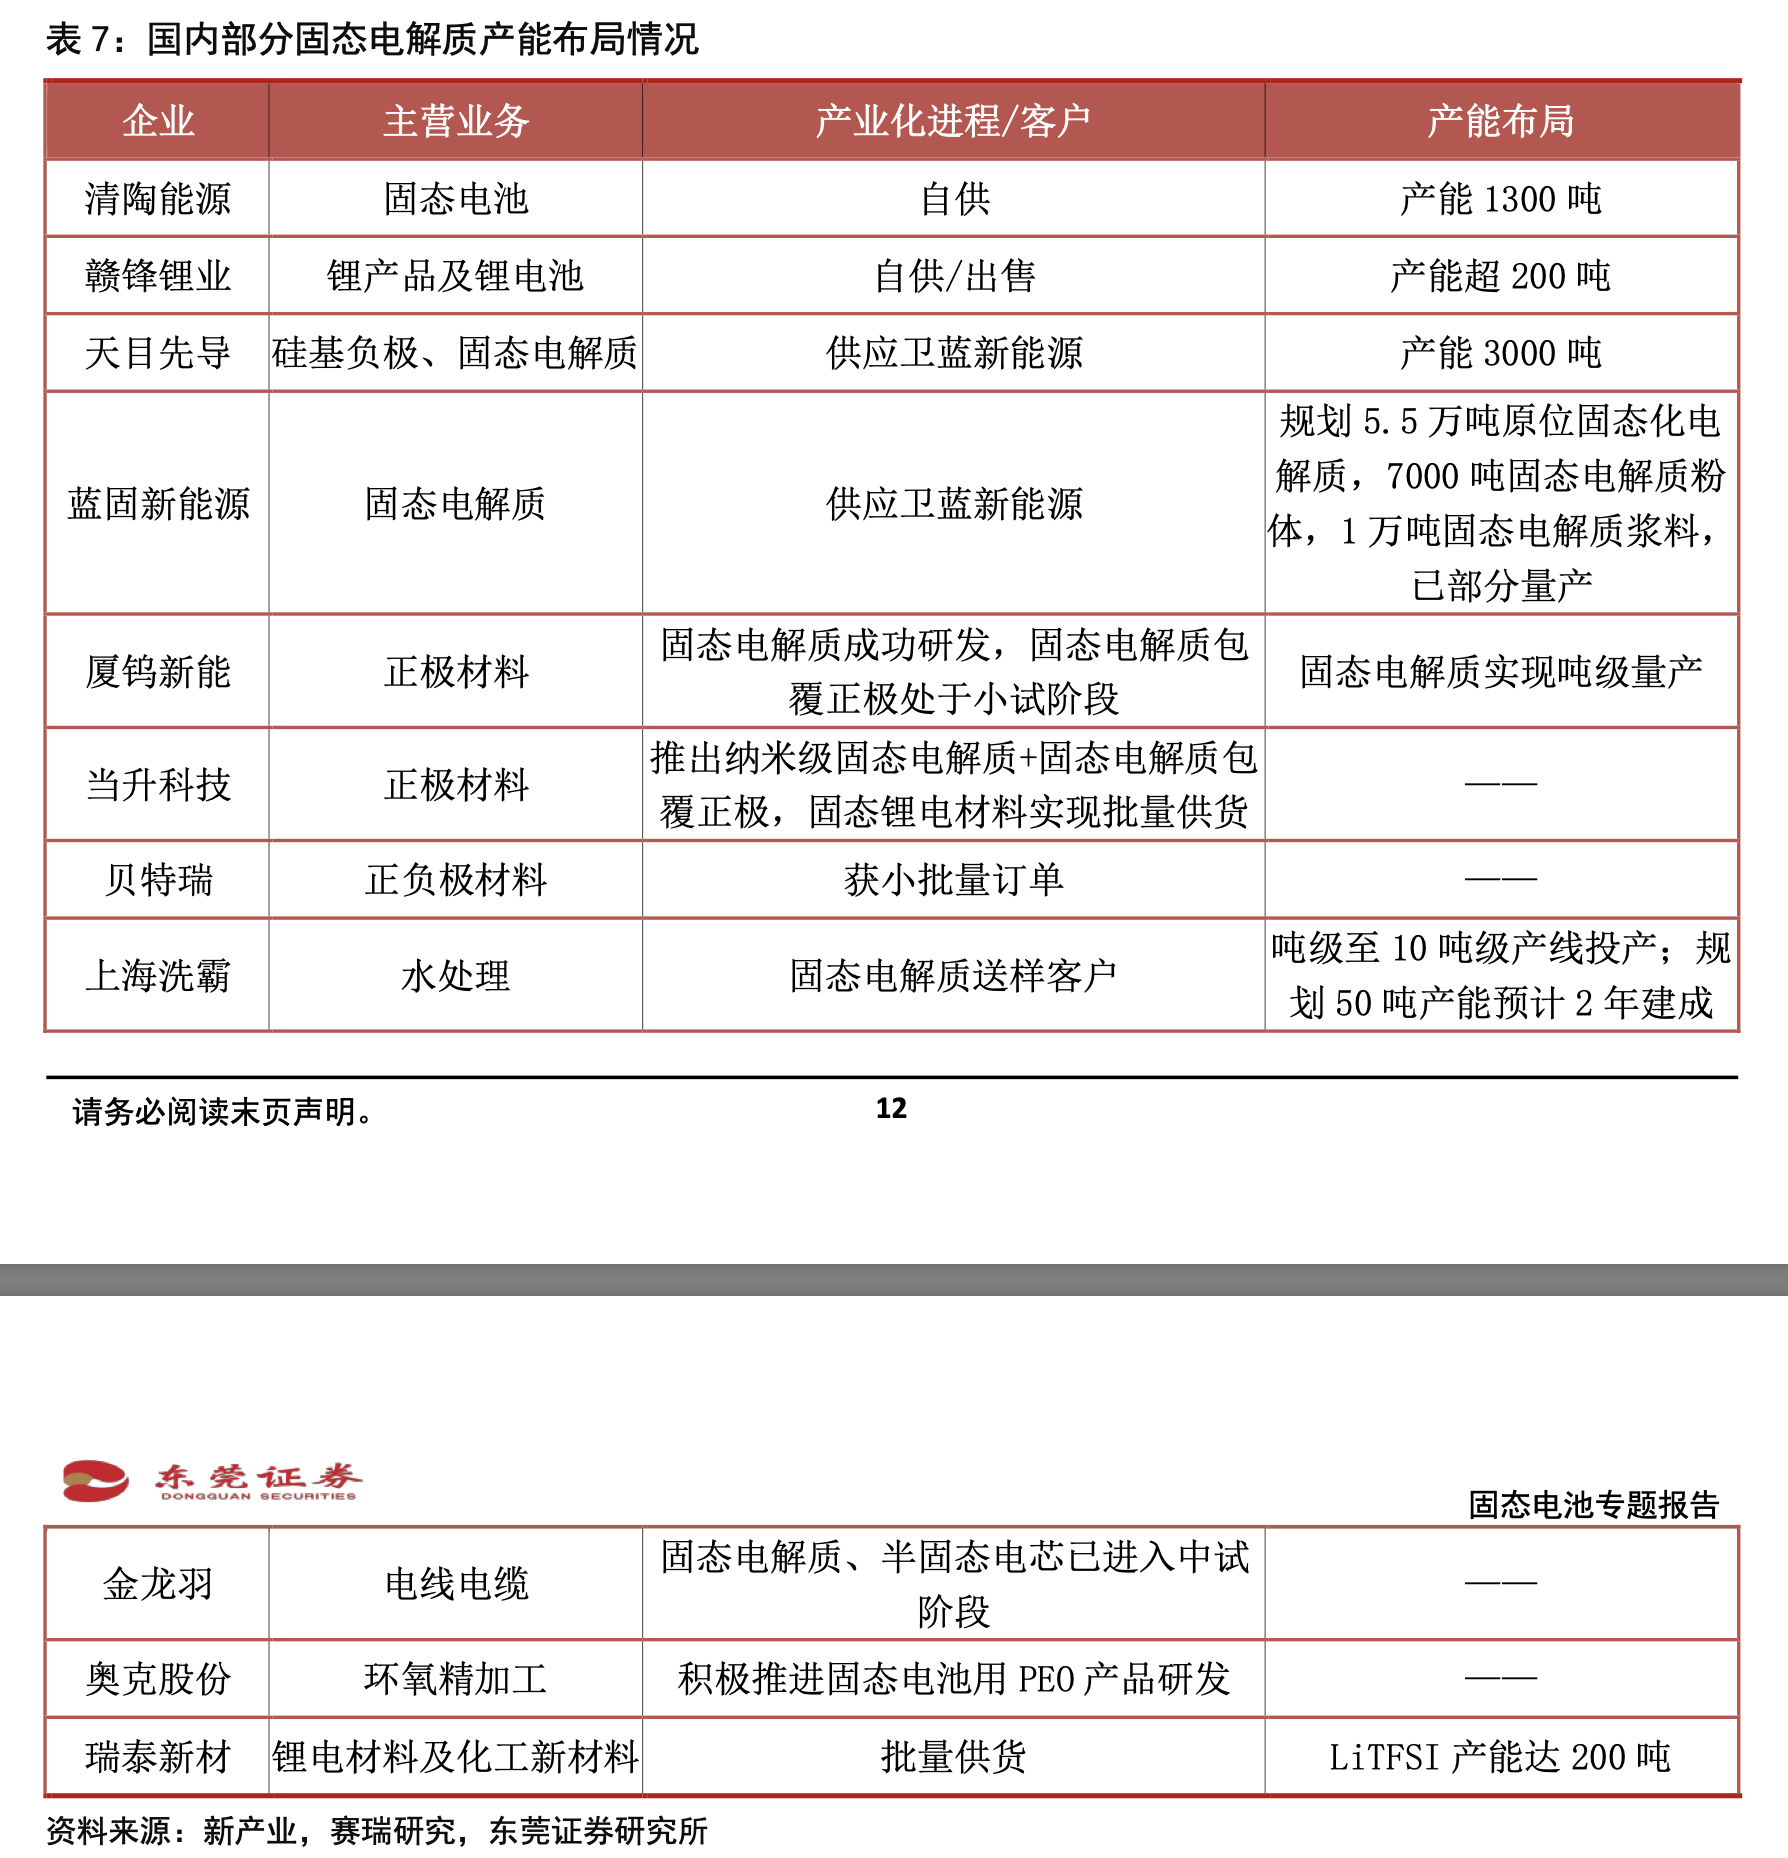 表 7：国内部分固态电解质产能布局情况
企业 主营业务 产业化进程/客户 产能布局
清陶能源 固态电池 自供 产能 1300 吨
赣锋锂业 锂产品及锂电池 自供/出售 产能超 200 吨
天目先导 硅基负极、固态电解质 供应卫蓝新能源 产能 3000 吨
蓝固新能源 固态电解质 供应卫蓝新能源 规划 5.5 万吨原位固态化电
解质，7000 吨固态电解质粉
体，1 万吨固态电解质浆料，
已部分量产
厦钨新能 正极材料 固态电解质成功研发，固态电解质包
覆正极处于小试阶段 固态电解质实现吨级量产
当升科技 正极材料 推出纳米级固态电解质+固态电解质包
覆正极，固态锂电材料实现批量供货 ——
贝特瑞 正负极材料 获小批量订单 ——
上海洗霸 水处理 固态电解质送样客户 吨级至 10 吨级产线投产；规
划 50 吨产能预计 2 年建成
请务必阅读末页声明。 12
东莞证券
DONGGUAN SECURITIES
固态电池专题报告
金龙羽 电线电缆 固态电解质、半固态电芯已进入中试
阶段 ——
奥克股份 环氧精加工 积极推进固态电池用 PEO 产品研发 ——
瑞泰新材 锂电材料及化工新材料 批量供货 LiTFSI 产能达 200 吨
资料来源：新产业，赛瑞研究，东莞证券研究所